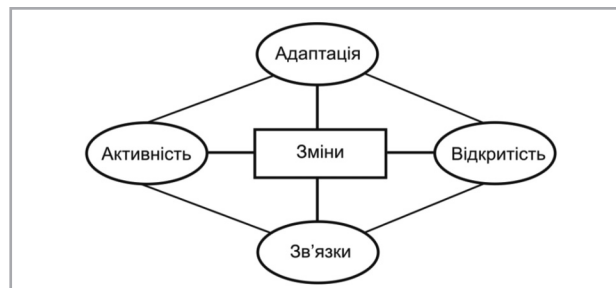 Адаптація
Активність
Зміни
Відкритість
Зв’язки